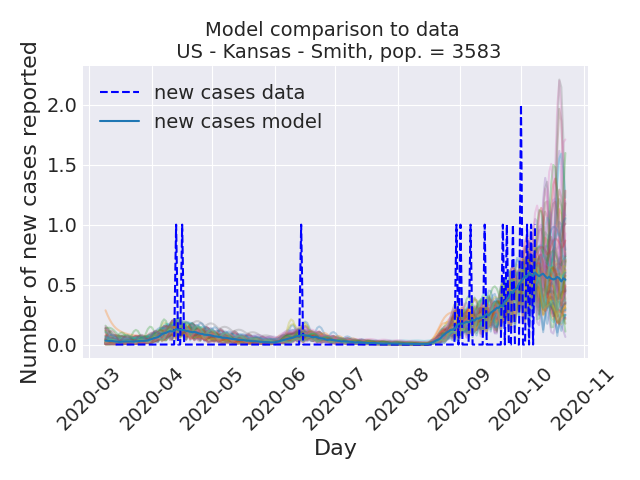 Model comparison to data
US - Kansas - Smith, pop. = 3583
Number of new cases reported
2.0
1.5
1.0
0.5
0.0
new cases data
new cases model
2020-03
2020-04
2020-05
2020-06
2020-07
2020-08
2020-09
2020-10
2020-11
Day